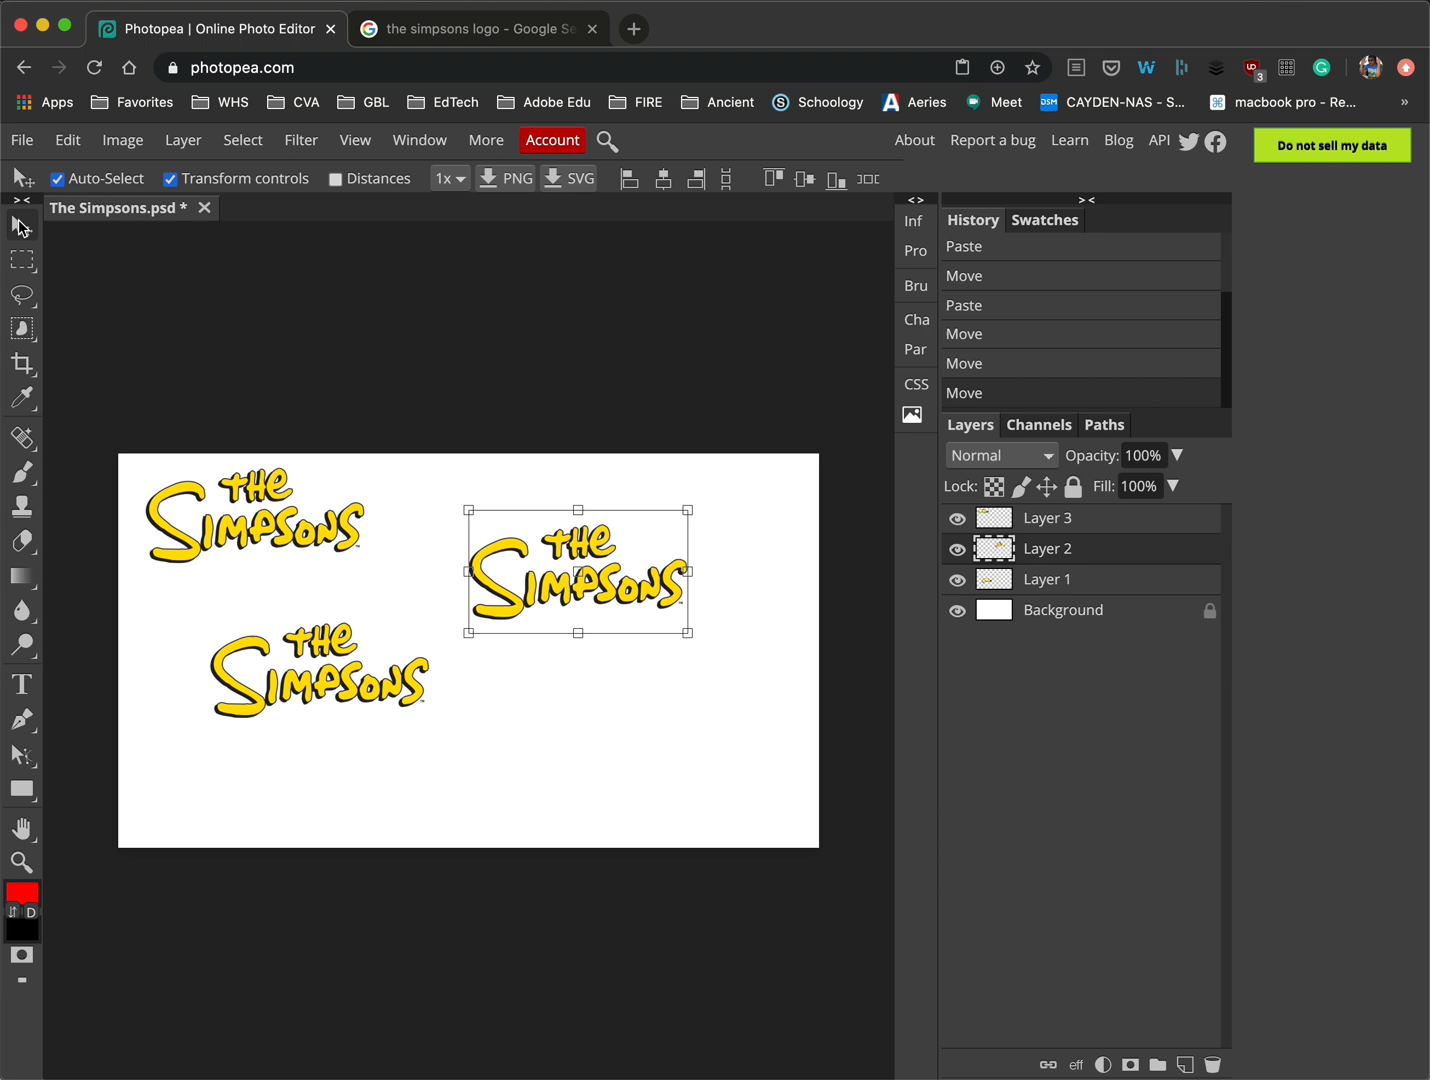 Photopea | Online Photo Editor
the simpsons logo - Google Se
photopea.com
3
Apps Favorites WHS CVA GBL EdTech Adobe Edu FIRE Ancient Schoology Aeries Meet DSM CAYDEN-NAS - S... macbook pro - Re... »
File Edit Image Layer Select Filter View Window More Account About Report a bug Learn Blog API Do not sell my data
Auto-Select Transform controls Distances 1x PNG SVG
The Simpsons.psd *
Inf
Pro
Bru
Cha
Par
CSS
History Swatches
Paste
Move
Paste
Move
Move
Move
Layers Channels Paths
Normal Opacity: 100%
Lock: Fill: 100%
Layer 3
Layer 2
Layer 1
Background
THE
SIMPSONS
™
THE
SIMPSONS
™
THE
SIMPSONS
™
T
D
eff